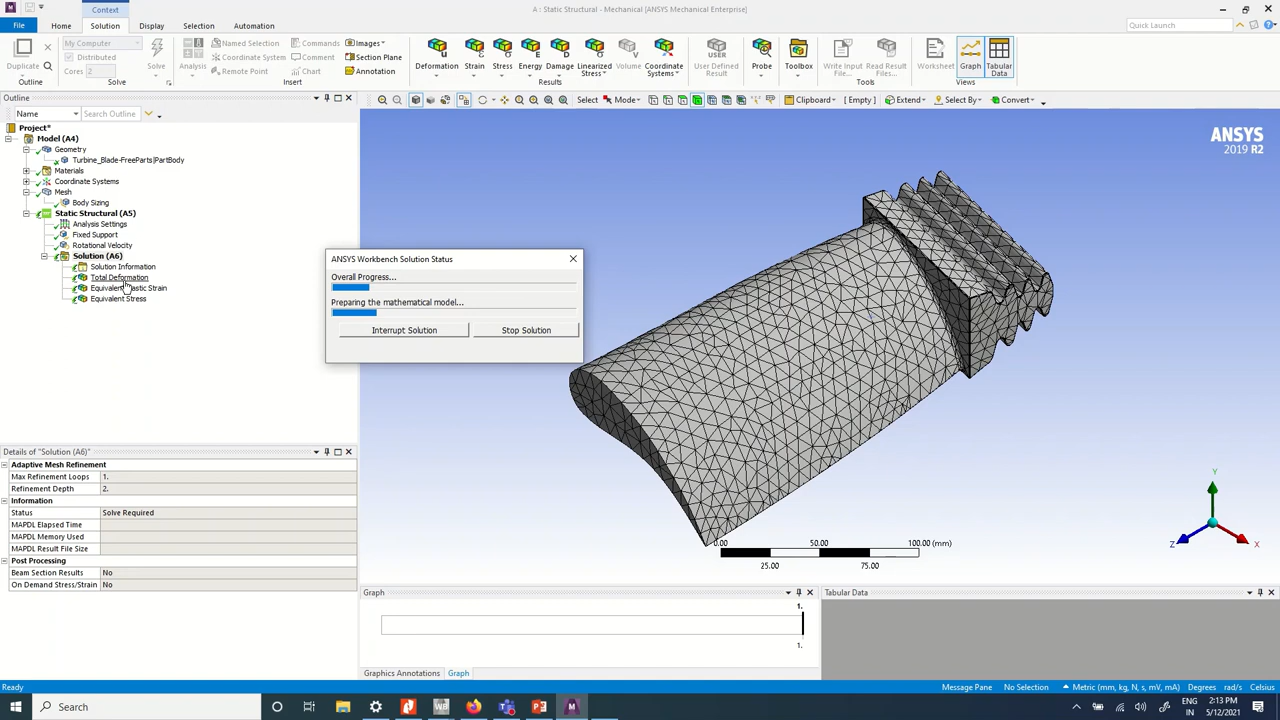 Context
A : Static Structural - Mechanical [ANSYS Mechanical Enterprise]
File Home Solution Display Selection Automation
Quick Launch
Duplicate
Outline
My Computer
Distributed
Cores 2
Solve
Solve
Analysis
Named Selection
Coordinate System
Remote Point
Commands
Comment
Chart
Images
Section Plane
Annotation
Insert
Deformation Strain Stress Energy Damage Linearized Stress Volume Coordinate Systems
Results
User Defined Result
Probe
Toolbox
Write Input File... Read Result Files...
Tools
Worksheet Graph Tabular Data
Views
Outline
Name Search Outline
Select Mode Clipboard [ Empty ] Extend Select By Convert
Project*
Model (A4)
Geometry
Turbine_Blade-FreeParts|PartBody
Materials
Coordinate Systems
Mesh
Body Sizing
Static Structural (A5)
Analysis Settings
Fixed Support
Rotational Velocity
Solution (A6)
Solution Information
Total Deformation
Equivalent Elastic Strain
Equivalent Stress
ANSYS
2019 R2
ANSYS Workbench Solution Status
Overall Progress...
Preparing the mathematical model...
Interrupt Solution Stop Solution
Details of "Solution (A6)"
Adaptive Mesh Refinement
Max Refinement Loops 1.
Refinement Depth 2.
Information
Status Solve Required
MAPDL Elapsed Time
MAPDL Memory Used
MAPDL Result File Size
Post Processing
Beam Section Results No
On Demand Stress/Strain No
0.00 50.00 100.00 (mm)
25.00 75.00
Y
Z X
Graph
1.
1.
Graphics Annotations Graph
Tabular Data
Ready
Message Pane No Selection Metric (mm, kg, N, s, mV, mA) Degrees rad/s Celsius
Search
ENG
IN
2:13 PM
5/12/2021